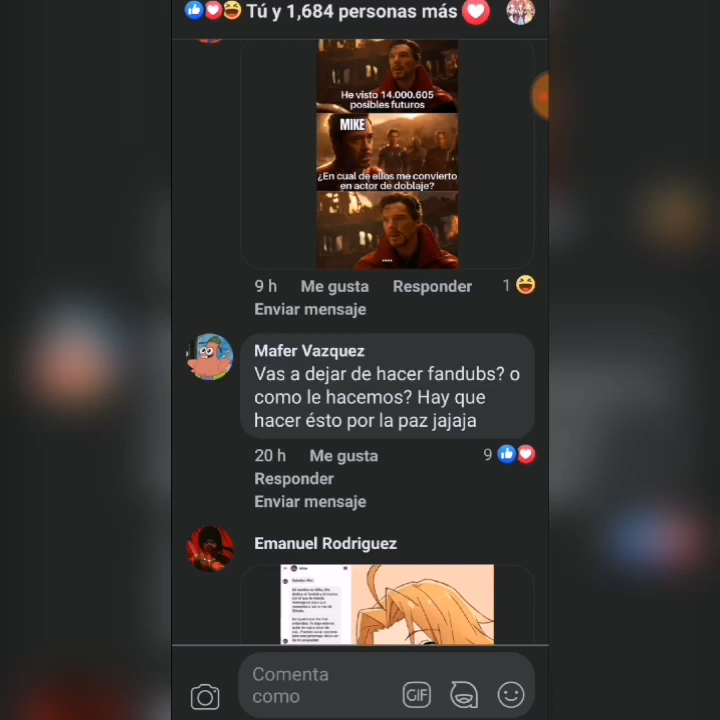 Tú y 1,684 personas más
He visto 14.000.605
posibles futuros
MIKE
¿En cual de ellos me convierto
en actor de doblaje?
....
9 h Me gusta Responder 1
Enviar mensaje
Mafer Vazquez
Vas a dejar de hacer fandubs? o
como le hacemos? Hay que
hacer ésto por la paz jajaja
20 h Me gusta 9
Responder
Enviar mensaje
Emanuel Rodriguez
Comenta
como
GIF